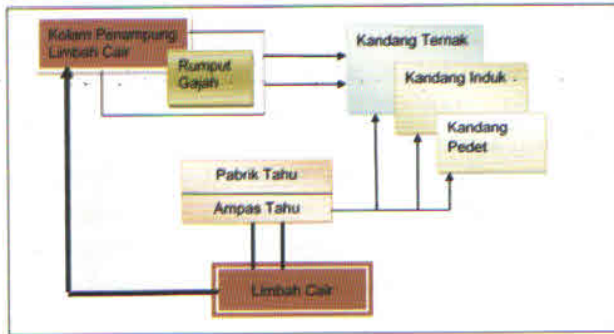 Kolam Penampung
Limbah Cair
Rumput
Gajah
Kandang Ternak
Kandang Induk
Kandang
Pedet
Pabrik Tahu
Ampas Tahu
Limbah Cair